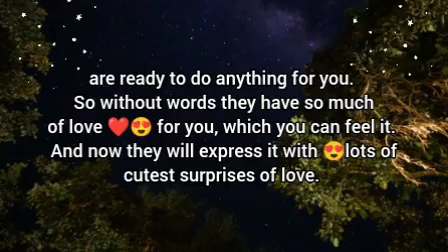 are ready to do anything for you.
So without words they have so much
of love ❤️😍 for you, which you can feel it.
And now they will express it with 😍lots of
cutest surprises of love.